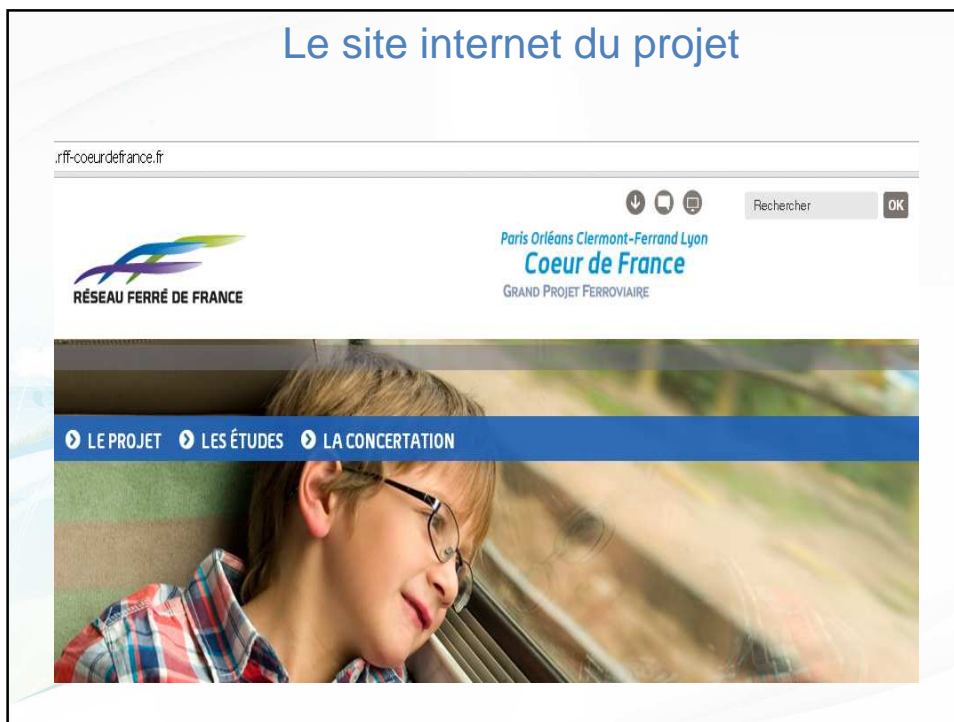 Le site internet du projet
.rff-coeurdefrance.fr
Rechercher OK
Paris Orléans Clermont-Ferrand Lyon
Coeur de France
GRAND PROJET FERROVIAIRE
RÉSEAU FERRÉ DE FRANCE
LE PROJET LES ÉTUDES LA CONCERTATION